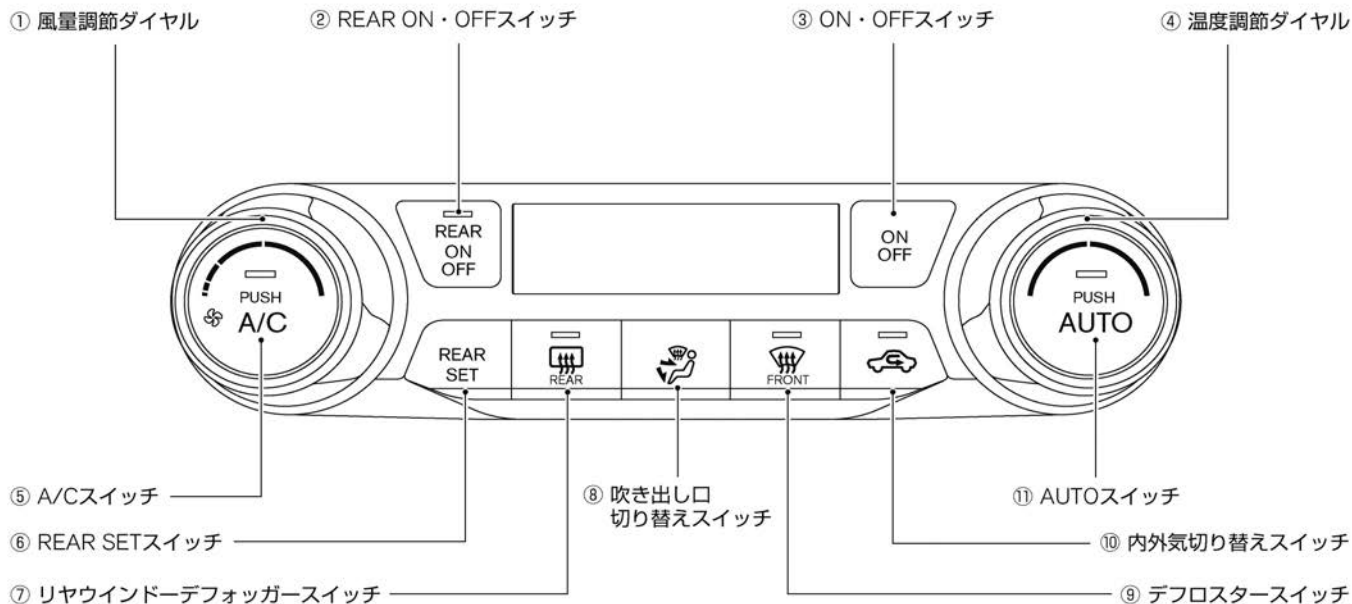 ① 風量調節ダイヤル
② REAR ON・OFFスイッチ
③ ON・OFFスイッチ
④ 温度調節ダイヤル
REAR
ON
OFF
ON
OFF
PUSH
A/C
PUSH
AUTO
REAR
SET
REAR
FRONT
⑤ A/Cスイッチ
⑥ REAR SETスイッチ
⑦ リヤウインドーデフォッガースイッチ
⑧ 吹き出し口
切り替えスイッチ
⑪ AUTOスイッチ
⑩ 内外気切り替えスイッチ
⑨ デフロスタースイッチ